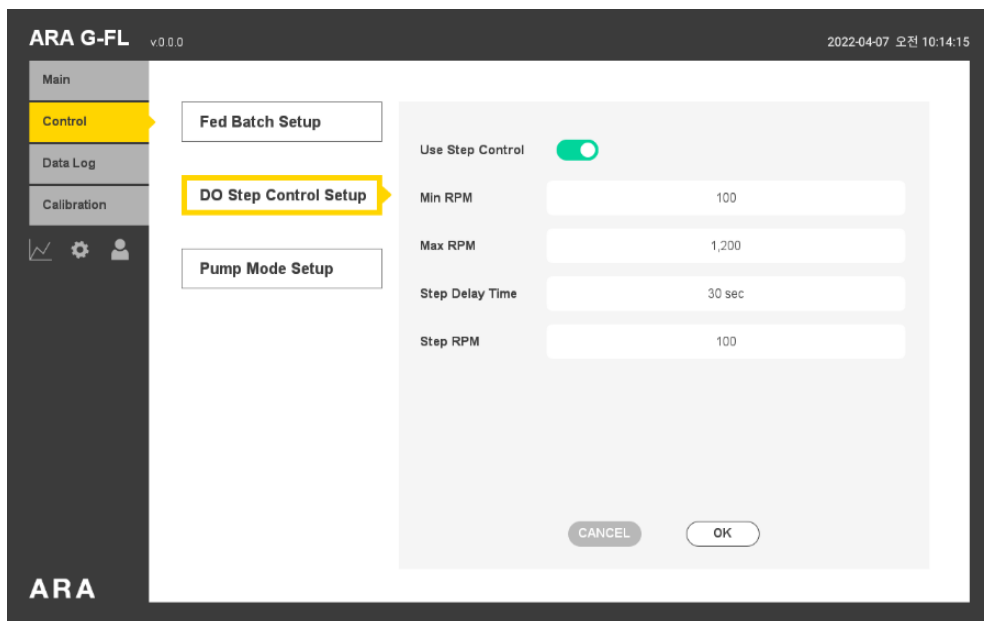 ARA G-FL v.0.0.0
2022-04-07 오전 10:14:15
Main
Control
Data Log
Calibration
Fed Batch Setup
DO Step Control Setup
Pump Mode Setup
Use Step Control
Min RPM 100
Max RPM 1,200
Step Delay Time 30 sec
Step RPM 100
CANCEL OK
ARA